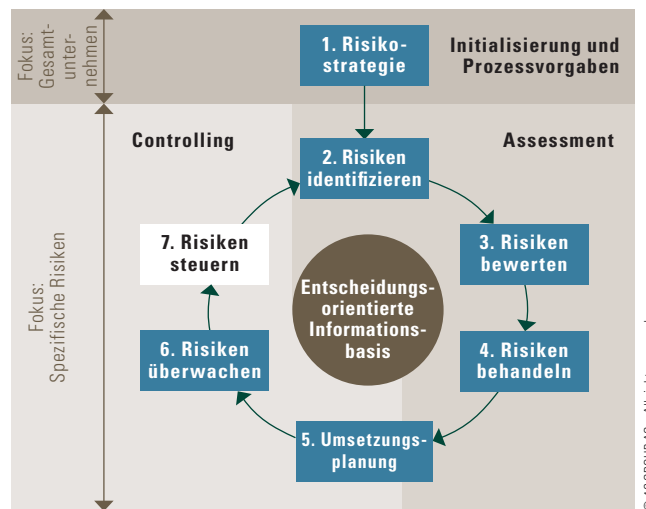 Fokus:
Gesamt-
unter-
nehmen
1. Risiko-
strategie
Initialisierung und
Prozessvorgaben
Fokus:
Spezifische Risiken
Controlling
Assessment
2. Risiken
identifizieren
3. Risiken
bewerten
4. Risiken
behandeln
5. Umsetzungs-
planung
6. Risiken
überwachen
7. Risiken
steuern
Entscheidungs-
orientierte
Informations-
basis